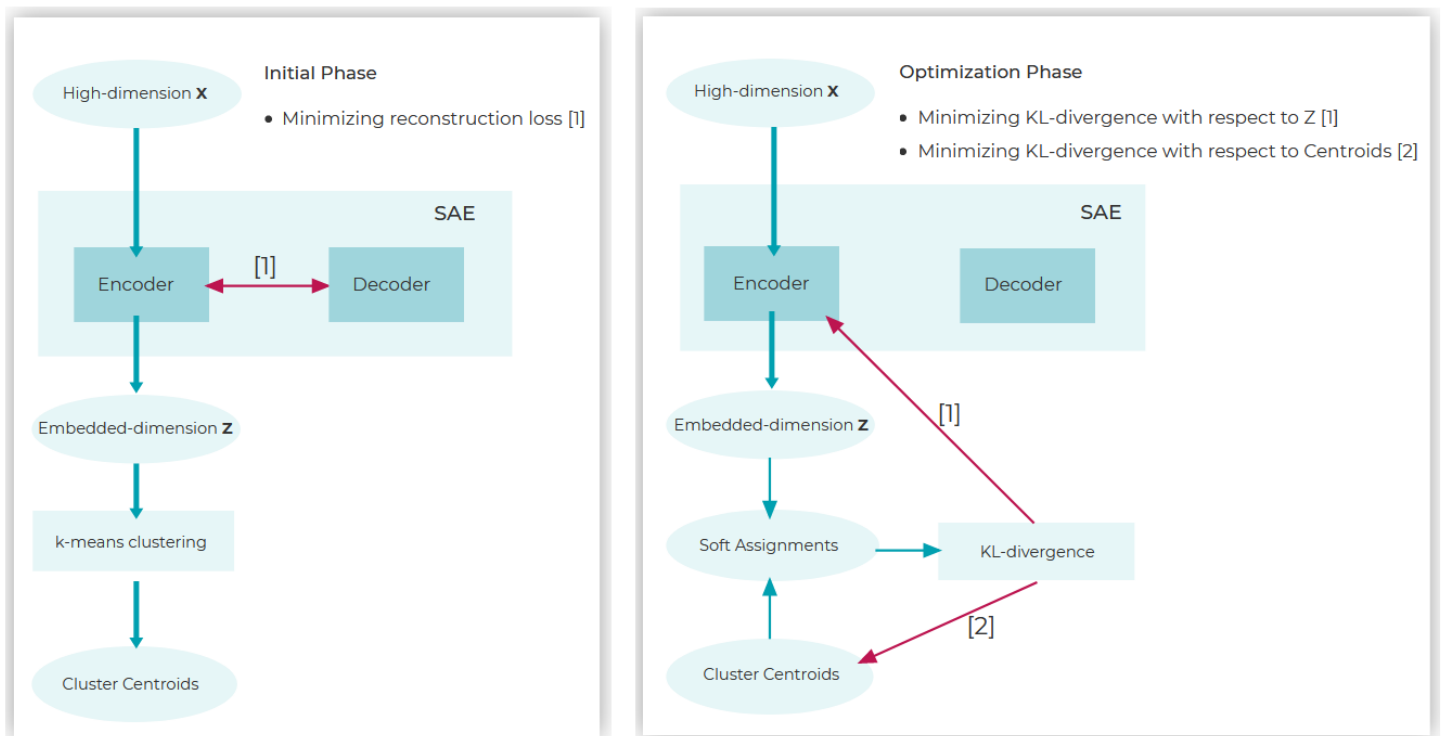 Initial Phase
High-dimension X
• Minimizing reconstruction loss [1]
SAE
[1]
Encoder
Decoder
Embedded-dimension Z
k-means clustering
Cluster Centroids
Optimization Phase
High-dimension X
• Minimizing KL-divergence with respect to Z [1]
• Minimizing KL-divergence with respect to Centroids [2]
SAE
Encoder
Decoder
[1]
Embedded-dimension Z
Soft Assignments
KL-divergence
[2]
Cluster Centroids